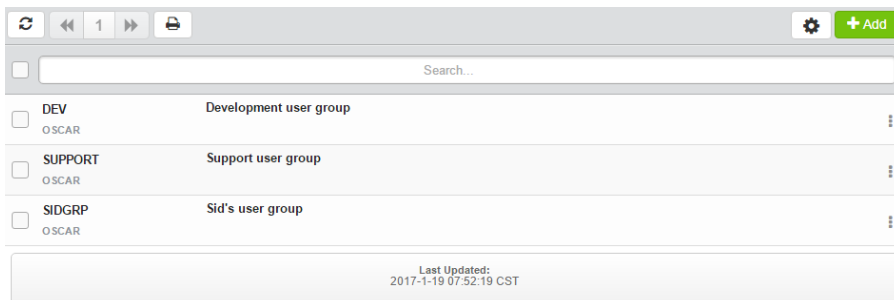 1
Add
Search...
DEV Development user group
OSCAR
SUPPORT Support user group
OSCAR
SIDGRP Sid's user group
OSCAR
Last Updated:
2017-1-19 07:52:19 CST